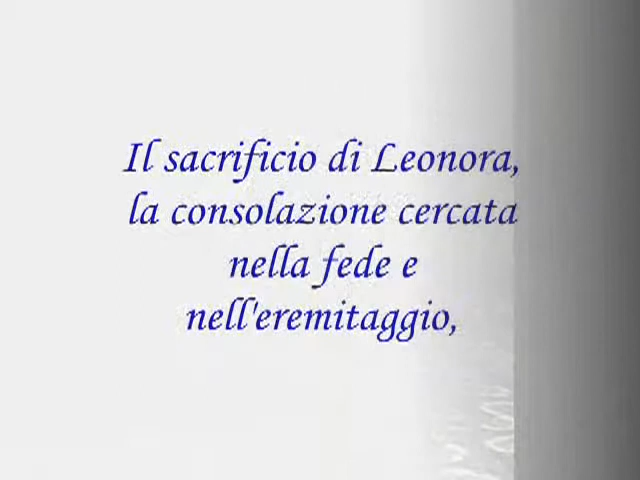 Il sacrificio di Leonora,
la consolazione cercata
nella fede e
nell'eremitaggio,